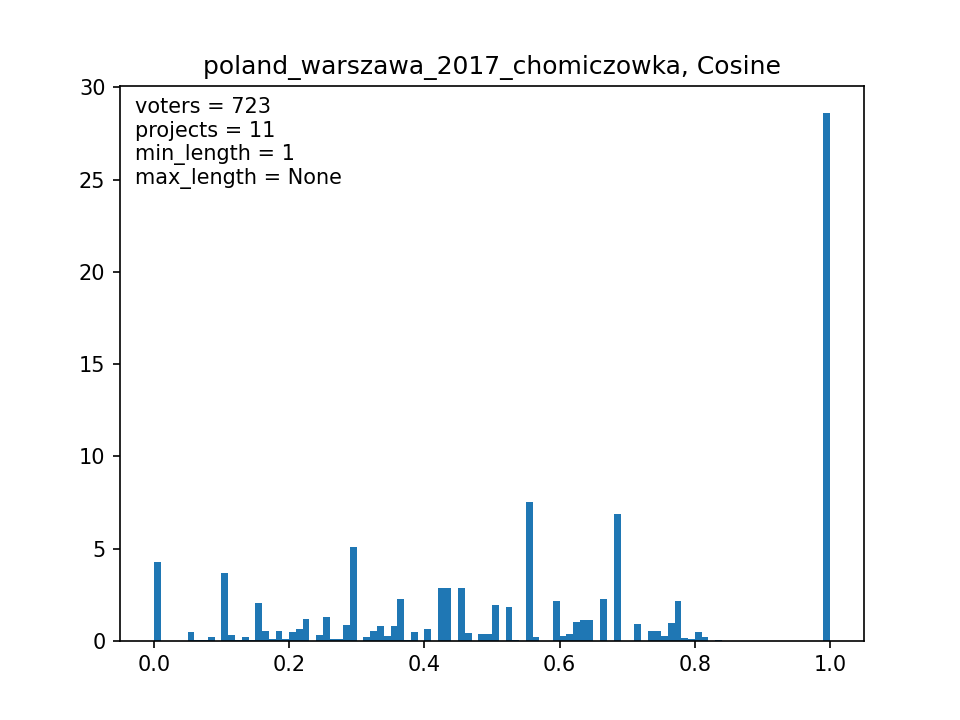 poland_warszawa_2017_chomiczowka, Cosine
voters = 723
projects = 11
min_length = 1
max_length = None
30
25
20
15
10
5
0
0.0 0.2 0.4 0.6 0.8 1.0